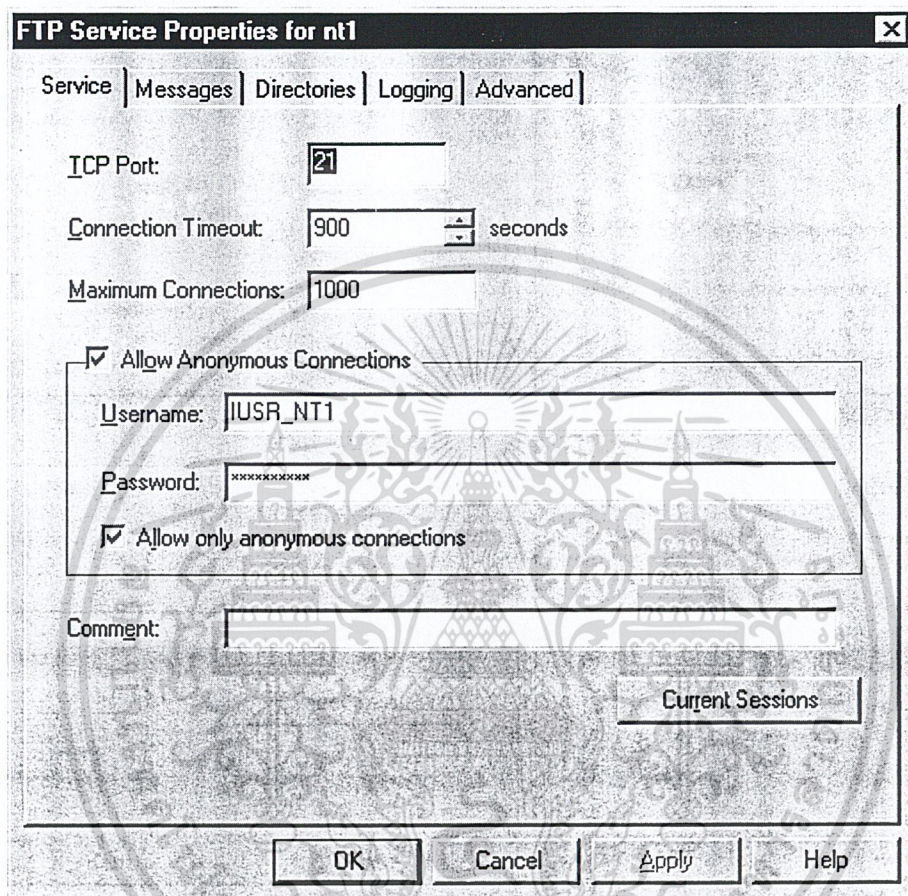 FTP Service Properties for nt1
Service Messages Directories Logging Advanced
TCP Port: 21
Connection Timeout: 900 seconds
Maximum Connections: 1000
Allow Anonymous Connections
Username: IUSR_NT1
Password: **********
Allow only anonymous connections
Comment:
Current Sessions
OK Cancel Apply Help